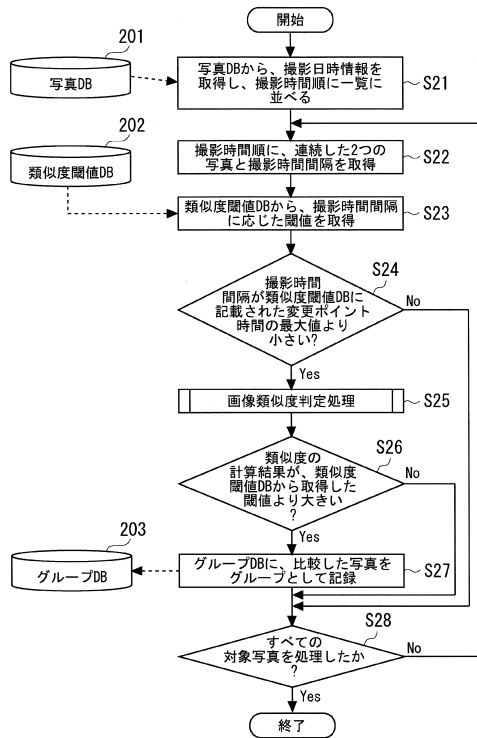 開始
201
写真DB
写真DBから、撮影日時情報を
取得し、撮影時間順に一覧に
並べる
S21
202
類似度閾値DB
撮影時間順に、連続した2つの
写真と撮影時間間隔を取得
S22
類似度閾値DBから、撮影時間間隔
に応じた閾値を取得
S23
S24
撮影時間
間隔が類似度閾値DBに
記載された変更ポイント
時間の最大値より
小さい?
No
Yes
画像類似度判定処理
S25
S26
類似度の
計算結果が、類似度
閾値DBから取得した
閾値より大きい
?
No
Yes
203
グループDB
グループDBに、比較した写真を
グループとして記録
S27
S28
すべての
対象写真を処理したか
?
No
Yes
終了